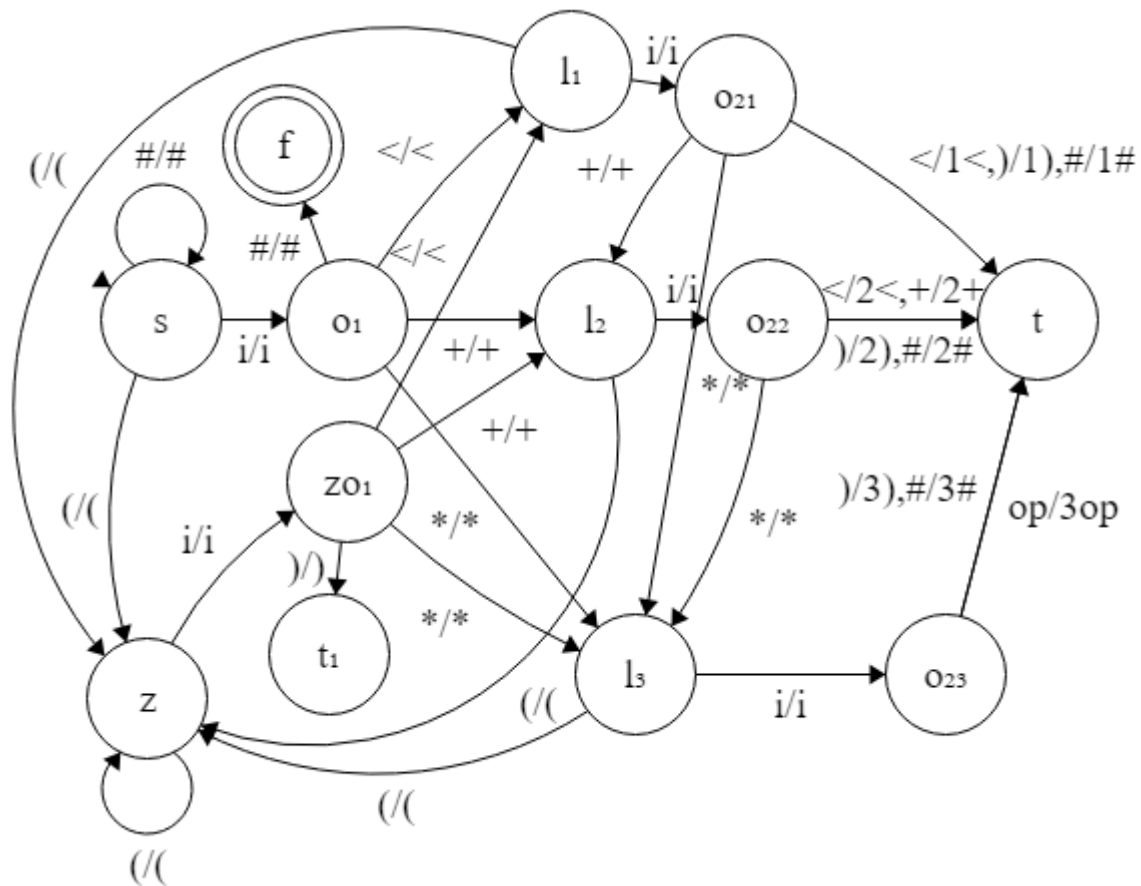 l₁
i/i
o₂₁
(/(
#/#
f
</<
+/+
</1<,)/1),#/1#
#/#
</<
s
i/i
o₁
+/+
l₂
i/i
o₂₂
</2<,+/2+
)/2),#/2#
t
*/*
+/+
zo₁
(/(
i/i
)/)
*/*
*/*
*/*
)/3),#/3#
op/3op
t₁
z
l₃
i/i
o₂₃
(/(
(/(
(/(